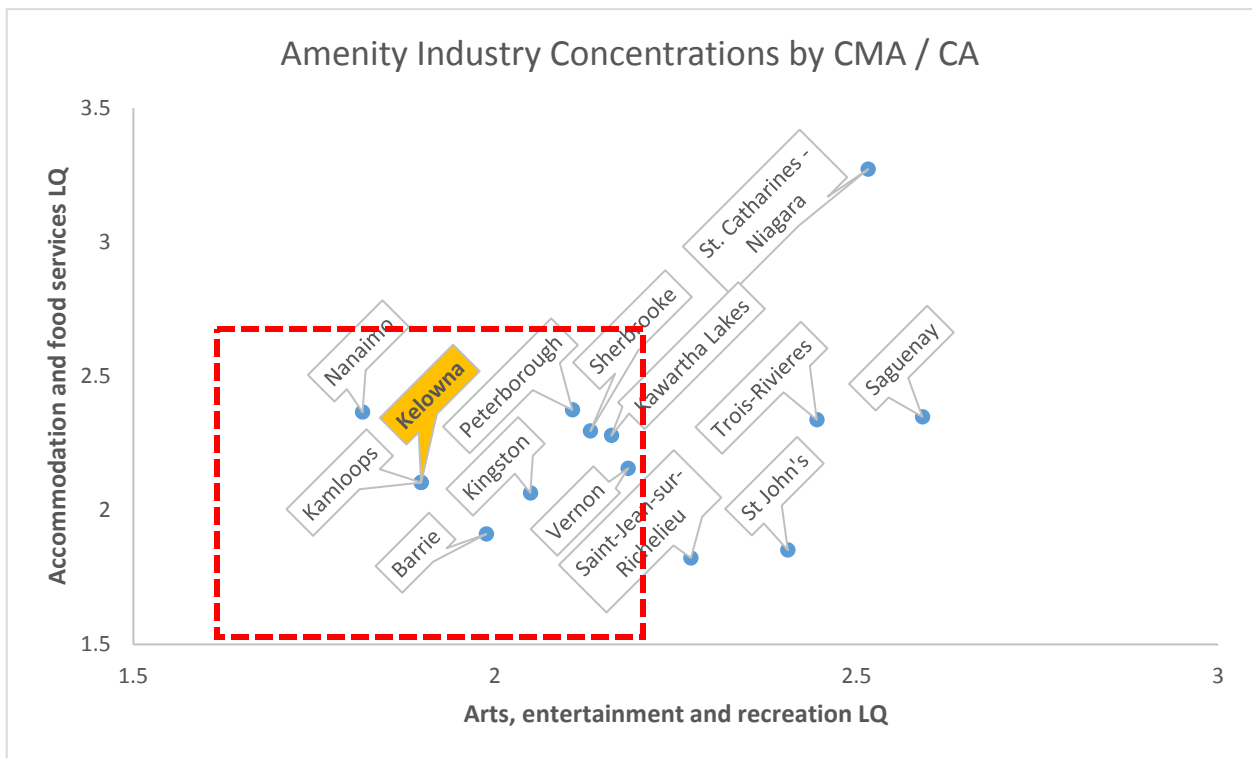 Amenity Industry Concentrations by CMA / CA
Accommodation and food services LQ
3.5
3
2.5
2
1.5
St. Catharines -
Niagara
Nanaimo
Kelowna
Peterborough
Sherbrooke
Kawartha Lakes
Trois-Rivieres
Saguenay
Kamloops
Kingston
Vernon
Saint-Jean-sur-
Richelieu
St John's
Barrie
1.5
2
2.5
3
Arts, entertainment and recreation LQ